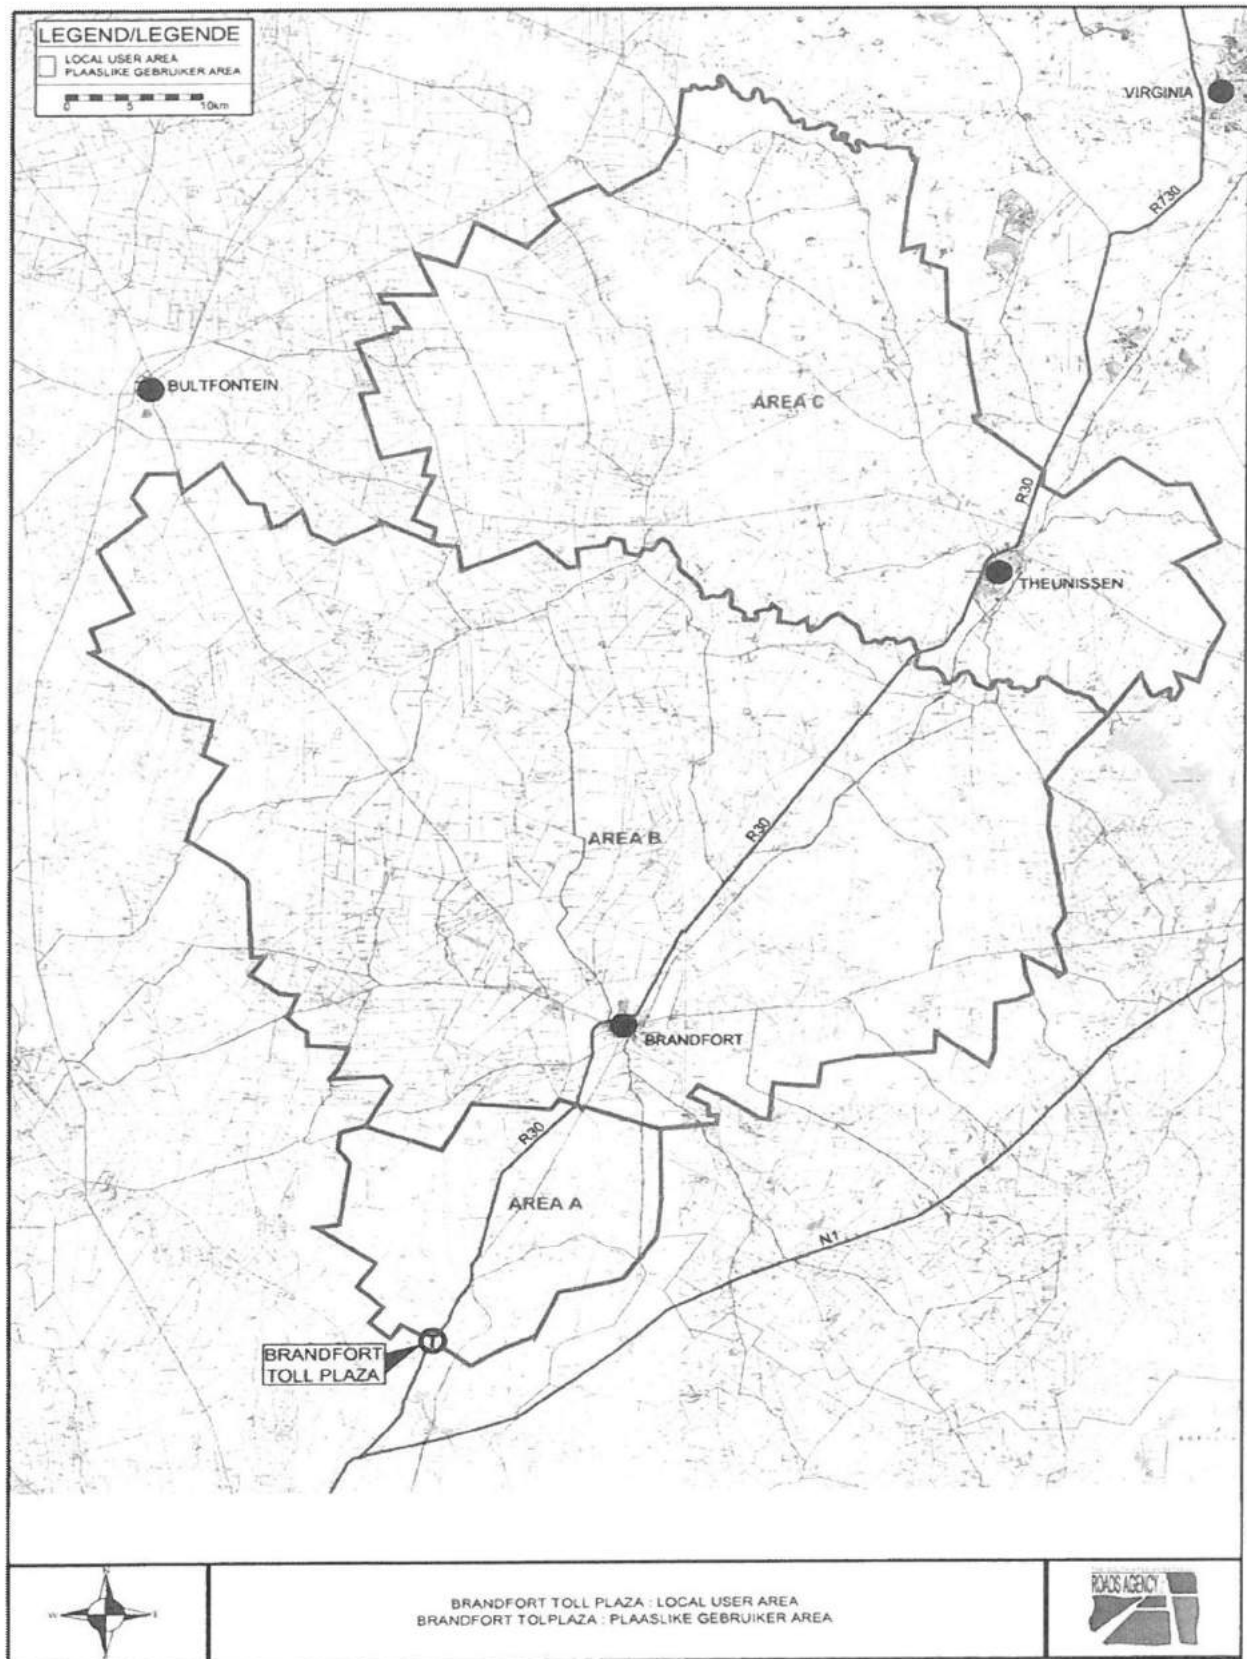 LEGEND/LEGENDE
LOCAL USER AREA
PLAASLIKE GEBRUIKER AREA
0 5 10km
VIRGINIA
R730
BULTFONTEIN
AREA C
R30
THEUNISSEN
R30
AREA B
BRANDFORT
R30
AREA A
N1
T
BRANDFORT
TOLL PLAZA
N
W E
BRANDFORT TOLL PLAZA : LOCAL USER AREA
BRANDFORT TOLPLAZA : PLAASLIKE GEBRUIKER AREA
ROADS AGENCY